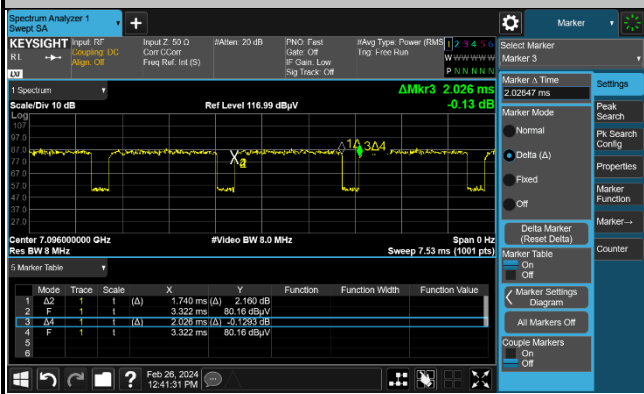 Spectrum Analyzer 1
Swept SA
+
Marker
KEYSIGHT Input: RF Input Z: 50 Ω #Atten: 20 dB PNO: Fast #Avg Type: Power (RMS 1 2 3 4 5 6
RL Coupling: DC Corr CCorr Gate: Off Trig: Free Run
Align: Off Freq Ref: Int (S) IF Gain: Low W W W W W W
Sig Track: Off P N N N N N
LXI
Select Marker
Marker 3
1 Spectrum
ΔMkr3 2.026 ms
Scale/Div 10 dB Ref Level 116.99 dBµV -0.13 dB
Log
107
97.0
87.0
77.0
67.0
57.0
47.0
37.0
27.0
1Δ 3Δ4
X 2
Center 7.096000000 GHz #Video BW 8.0 MHz Span 0 Hz
Res BW 8 MHz Sweep 7.53 ms (1001 pts)
5 Marker Table
Mode Trace Scale X Y Function Function Width Function Value
1 Δ2 1 t (Δ) 1.740 ms (Δ) 2.160 dB
2 F 1 t 3.322 ms 80.16 dBµV
3 Δ4 1 t (Δ) 2.026 ms (Δ) -0.1293 dB
4 F 1 t 3.322 ms 80.16 dBµV
5
6
? Feb 26, 2024
12:41:31 PM
Marker Δ Time
2.02647 ms
Marker Mode
Normal
Delta (Δ)
Fixed
Off
Delta Marker
(Reset Delta)
Marker Table
On
Off
Marker Settings
Diagram
All Markers Off
Couple Markers
On
Off
Settings
Peak
Search
Pk Search
Config
Properties
Marker
Function
Marker→
Counter